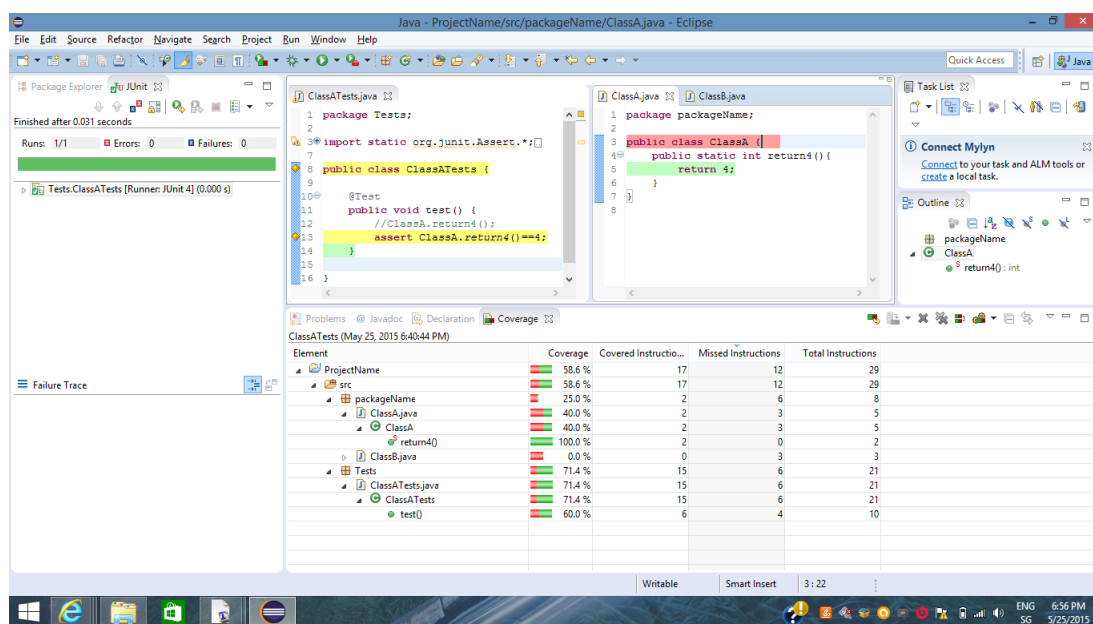 Java - ProjectName/src/packageName/ClassA.java - Eclipse
File Edit Source Refactor Navigate Search Project Run Window Help
Quick Access Java
Package Explorer JUnit
Finished after 0.031 seconds
Runs: 1/1 Errors: 0 Failures: 0
Tests.ClassATests [Runner: JUnit 4] (0.000 s)
Failure Trace
ClassATests.java
1 package Tests;
2
3 import static org.junit.Assert.*;
7
8 public class ClassATests {
9
10 @Test
11 public void test() {
12 //ClassA.return4();
13 assert ClassA.return4()==4;
14 }
15
16 }
ClassA.java ClassB.java
1 package packageName;
2
3 public class ClassA {
4 public static int return4(){
5 return 4;
6 }
7 }
8
Task List
Connect Mylyn
Connect to your task and ALM tools or
create a local task.
Outline
packageName
ClassA
S return4() : int
Problems @ Javadoc Declaration Coverage
ClassATests (May 25, 2015 6:40:44 PM)
Element Coverage Covered Instructio... Missed Instructions Total Instructions
ProjectName 58.6 % 17 12 29
src 58.6 % 17 12 29
packageName 25.0 % 2 6 8
ClassA.java 40.0 % 2 3 5
ClassA 40.0 % 2 3 5
return4() 100.0 % 2 0 2
ClassB.java 0.0 % 0 3 3
Tests 71.4 % 15 6 21
ClassATests.java 71.4 % 15 6 21
ClassATests 71.4 % 15 6 21
test() 60.0 % 6 4 10
Writable Smart Insert 3 : 22
ENG 6:56 PM
SG 5/25/2015